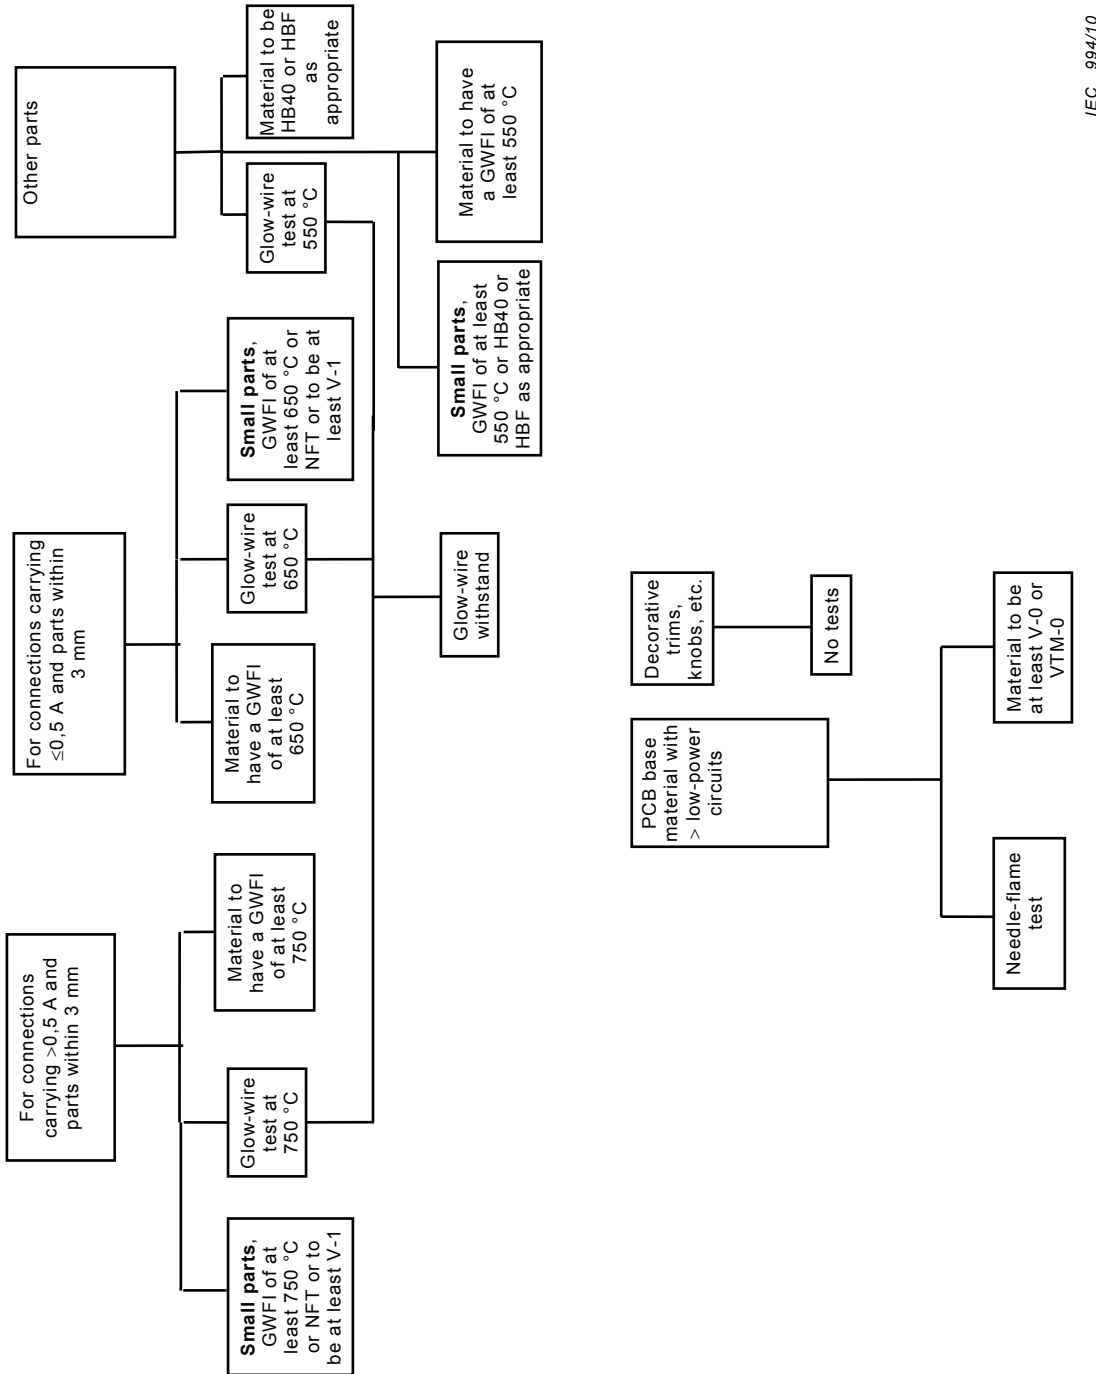 For connections
carrying >0,5 A and
parts within 3 mm
For connections carrying
≤0,5 A and parts within
3 mm
Other parts
Small parts,
GWFI of at
least 750 °C
or NFT or to
be at least V-1
Glow-wire
test at
750 °C
Material to
have a GWFI
of at least
750 °C
Material to
have a GWFI
of at least
650 °C
Glow-wire
test at
650 °C
Small parts,
GWFI of at
least 650 °C or
NFT or to be at
least V-1
Glow-wire
test at
550 °C
Material to be
HB40 or HBF
as
appropriate
Glow-wire
withstand
Small parts,
GWFI of at least
550 °C or HB40 or
HBF as appropriate
Material to have
a GWFI of at
least 550 °C
PCB base
material with
> low-power
circuits
Decorative
trims,
knobs, etc.
No tests
Needle-flame
test
Material to be
at least V-0 or
VTM-0
IEC 994/10